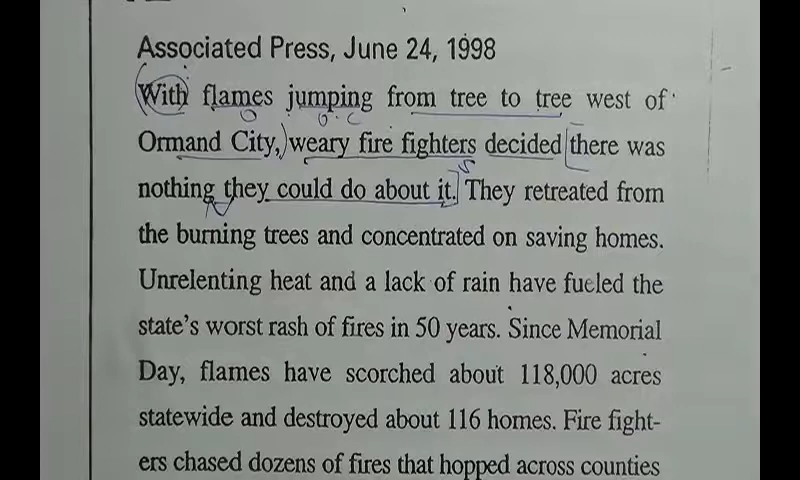 Associated Press, June 24, 1998
With flames jumping from tree to tree west of
Ormand City, weary fire fighters decided there was
nothing they could do about it. They retreated from
the burning trees and concentrated on saving homes.
Unrelenting heat and a lack of rain have fueled the
state's worst rash of fires in 50 years. Since Memorial
Day, flames have scorched about 118,000 acres
statewide and destroyed about 116 homes. Fire fight-
ers chased dozens of fires that hopped across counties